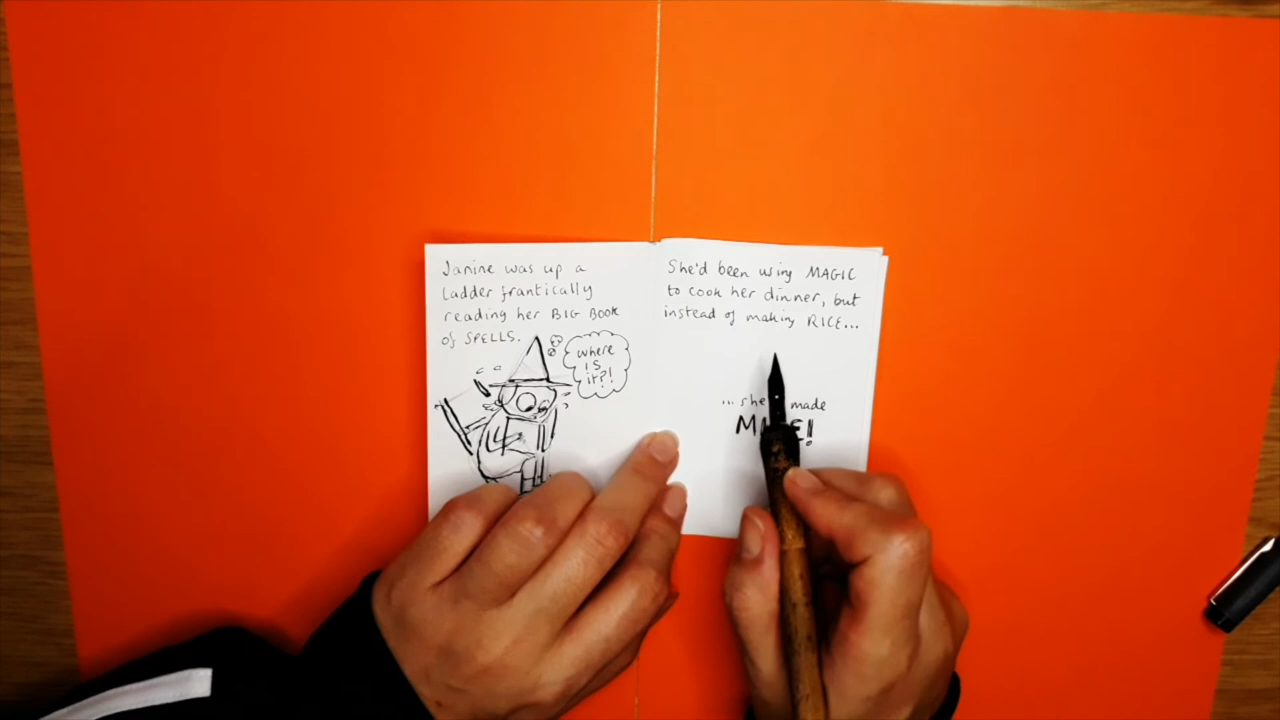 Janine was up a
ladder frantically
reading her BIG BOOK
of SPELLS.
where
is
it?!
She'd been using MAGIC
to cook her dinner, but
instead of making RICE...
...she made